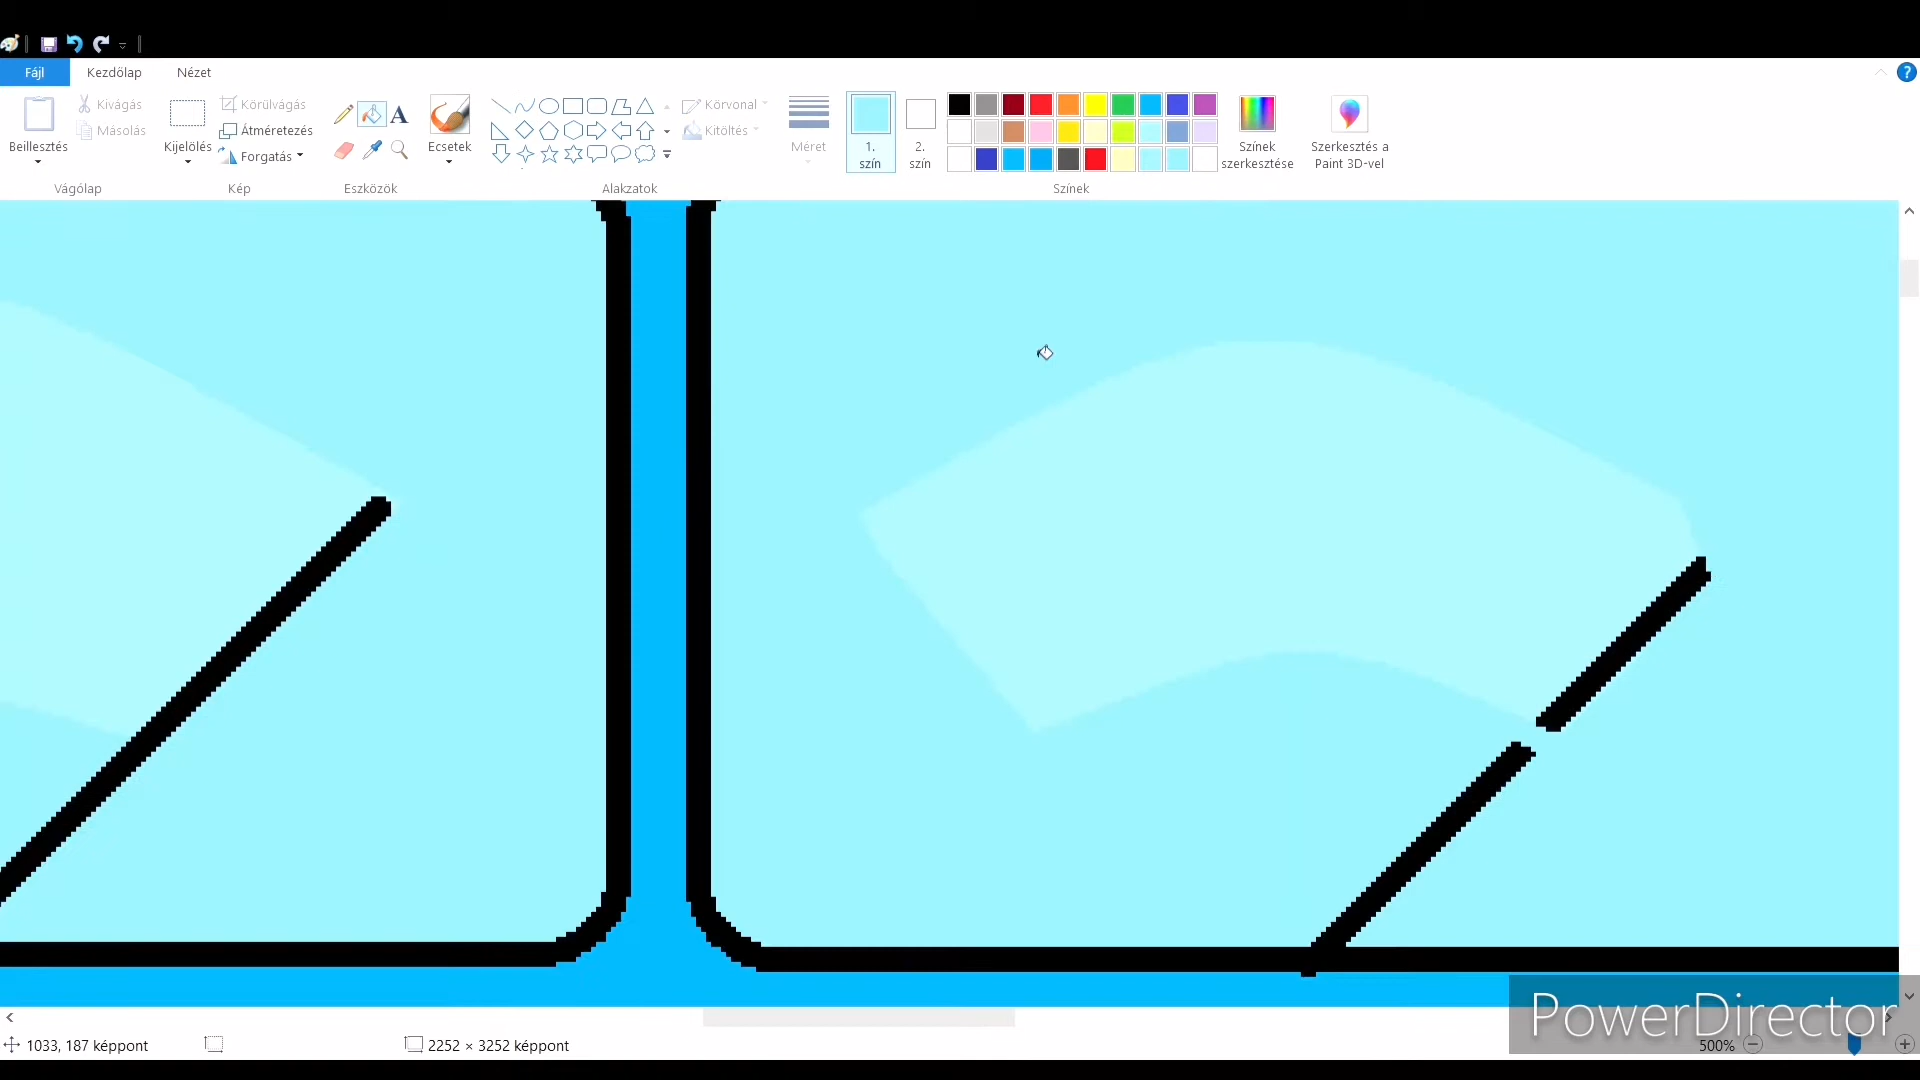 Fájl Kezdőlap Nézet
Beillesztés
Kivágás
Másolás
Vágólap
Kijelölés
Körülvágás
Átméretezés
Forgatás
Kép
A
Eszközök
Ecsetek
Alakzatok
Körvonal
Kitöltés
Méret
1.
szín
2.
szín
Színek
Színek
szerkesztése
Szerkesztés a
Paint 3D-vel
?
PowerDirector
1033, 187 képpont
2252 × 3252 képpont
500%